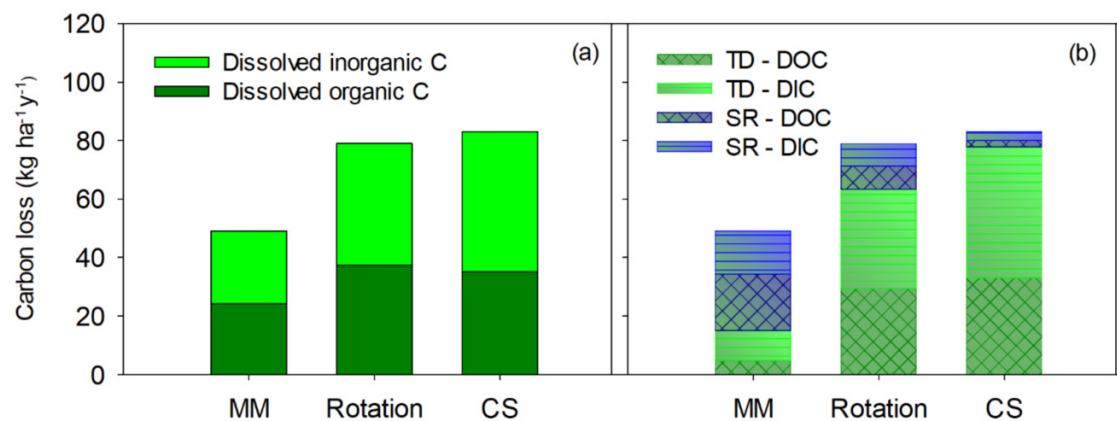 Carbon loss (kg ha⁻¹y⁻¹)
120
100
80
60
40
20
0
(a)
Dissolved inorganic C
Dissolved organic C
MM Rotation CS
(b)
TD - DOC
TD - DIC
SR - DOC
SR - DIC
MM Rotation CS